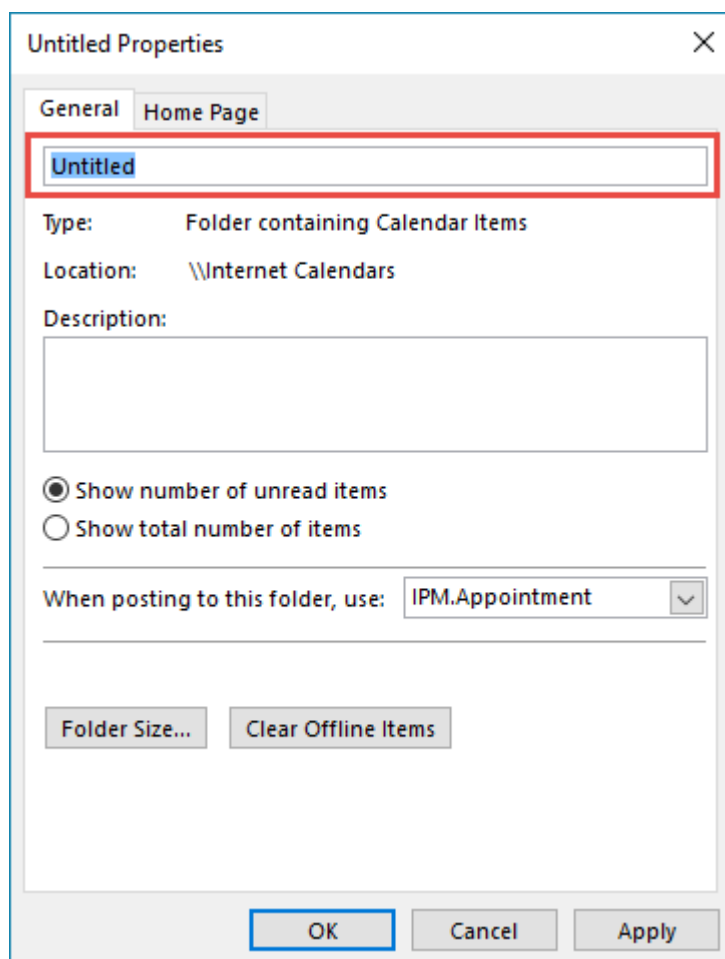 Untitled Properties
General Home Page
Untitled
Type: Folder containing Calendar Items
Location: \\Internet Calendars
Description:
Show number of unread items
Show total number of items
When posting to this folder, use: IPM.Appointment
Folder Size... Clear Offline Items
OK Cancel Apply